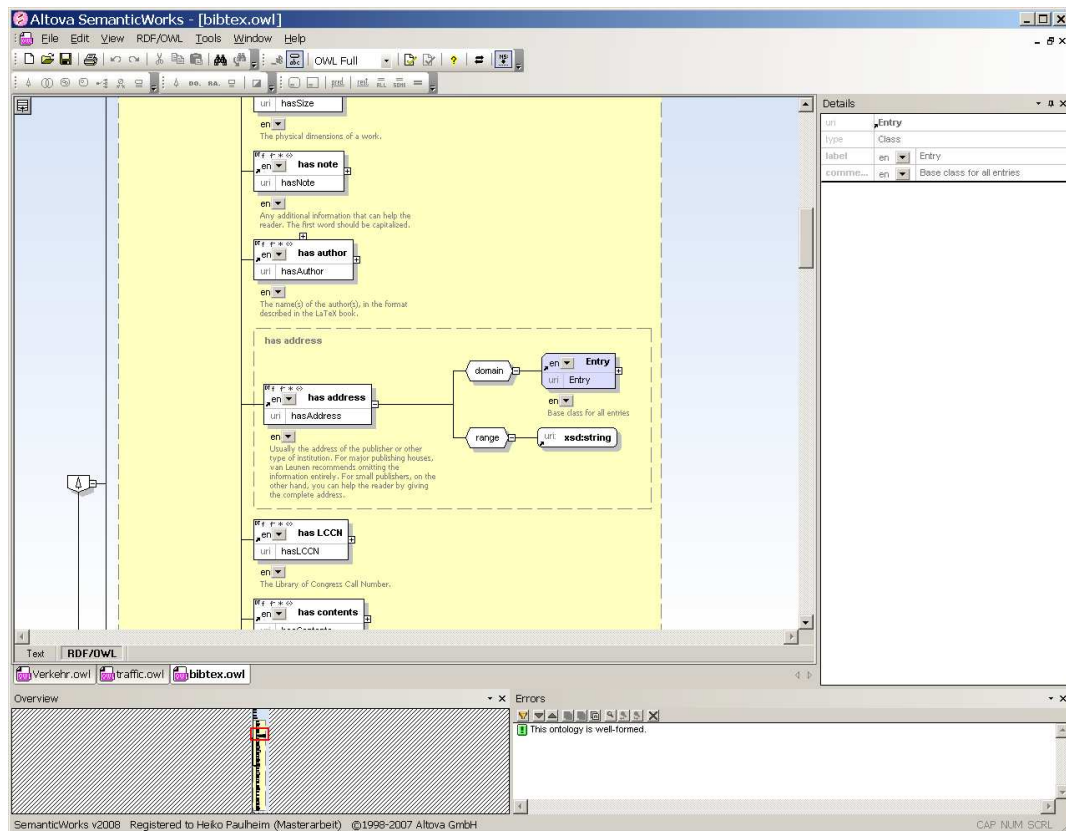 Altova SemanticWorks - [bibtex.owl]
File Edit View RDF/OWL Tools Window Help
OWL Full
uri hasSize
en
The physical dimensions of a work.
en has note
uri hasNote
en
Any additional information that can help the
reader. The first word should be capitalized.
en has author
uri hasAuthor
en
The name(s) of the author(s), in the format
described in the LaTeX book.
has address
domain
en Entry
uri Entry
en
Base class for all entries
en has address
uri hasAddress
range
uri: xsd:string
en
Usually the address of the publisher or other
type of institution. For major publishing houses,
van Leunen recommends omitting the
information entirely. For small publishers, on the
other hand, you can help the reader by giving
the complete address.
en has LCCN
uri hasLCCN
en
The Library of Congress Call Number.
en has contents
uri hasContents
Text RDF/OWL
Verkehr.owl traffic.owl bibtex.owl
Details
uri Entry
type Class
label en Entry
comme... en Base class for all entries
Overview
Errors
This ontology is well-formed.
SemanticWorks v2008 Registered to Heiko Paulheim (Masterarbeit) ©1998-2007 Altova GmbH
CAP NUM SCRL